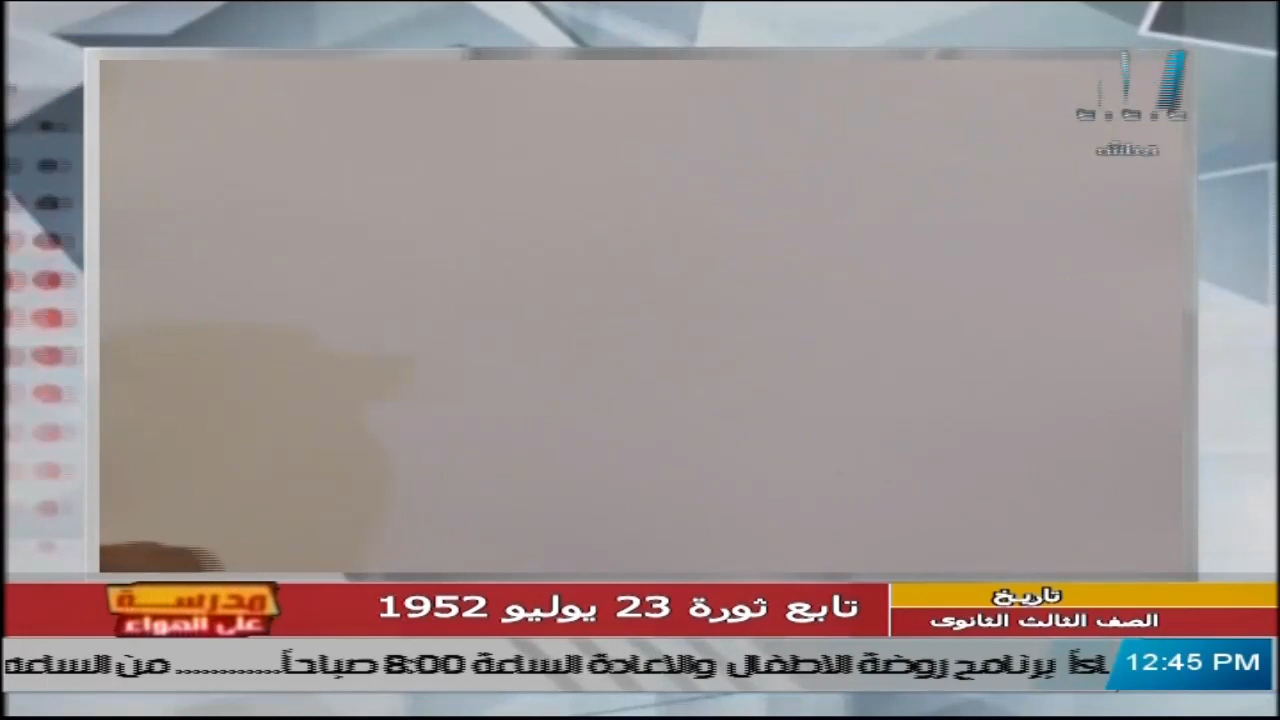 تاريخ
الصف الثالث الثانوى
تابع ثورة 23 يوليو 1952
مدرسة
على الهواء
12:45 PM
برنامج روضة الاطفال والاعادة الساعة 8:00 صباحاً............ من الساعه